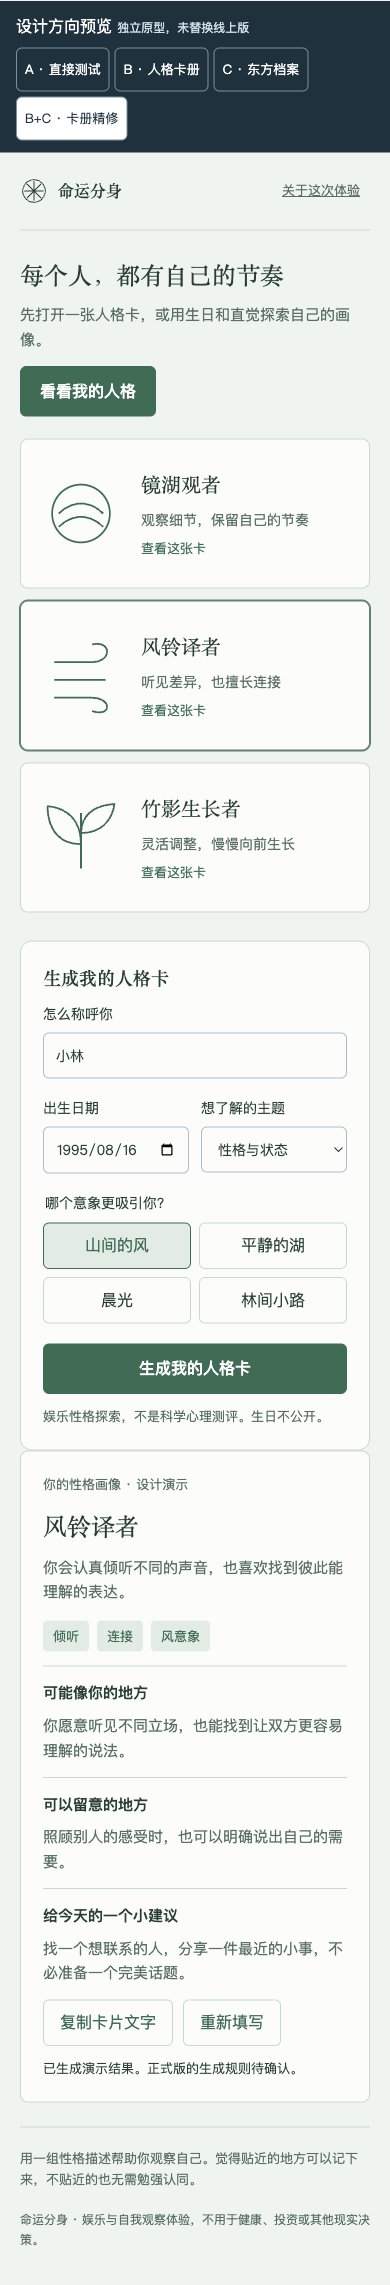 设计方向预览 独立原型，未替换线上版
A · 直接测试
B · 人格卡册
C · 东方档案
B+C · 卡册精修
命运分身
关于这次体验
每个人，都有自己的节奏
先打开一张人格卡，或用生日和直觉探索自己的画
像。
看看我的人格
镜湖观者
观察细节，保留自己的节奏
查看这张卡
风铃译者
听见差异，也擅长连接
查看这张卡
竹影生长者
灵活调整，慢慢向前生长
查看这张卡
生成我的人格卡
怎么称呼你
小林
出生日期
想了解的主题
1995/08/16
性格与状态
哪个意象更吸引你？
山间的风
平静的湖
晨光
林间小路
生成我的人格卡
娱乐性格探索，不是科学心理测评。生日不公开。
你的性格画像 · 设计演示
风铃译者
你会认真倾听不同的声音，也喜欢找到彼此能
理解的表达。
倾听
连接
风意象
可能像你的地方
你愿意听见不同立场，也能找到让双方更容易
理解的说法。
可以留意的地方
照顾别人的感受时，也可以明确说出自己的需
要。
给今天的一个小建议
找一个想联系的人，分享一件最近的小事，不
必准备一个完美话题。
复制卡片文字
重新填写
已生成演示结果。正式版的生成规则待确认。
用一组性格描述帮助你观察自己。觉得贴近的地方可以记下
来，不贴近的也无需勉强认同。
命运分身 · 娱乐与自我观察体验，不用于健康、投资或其他现实决
策。